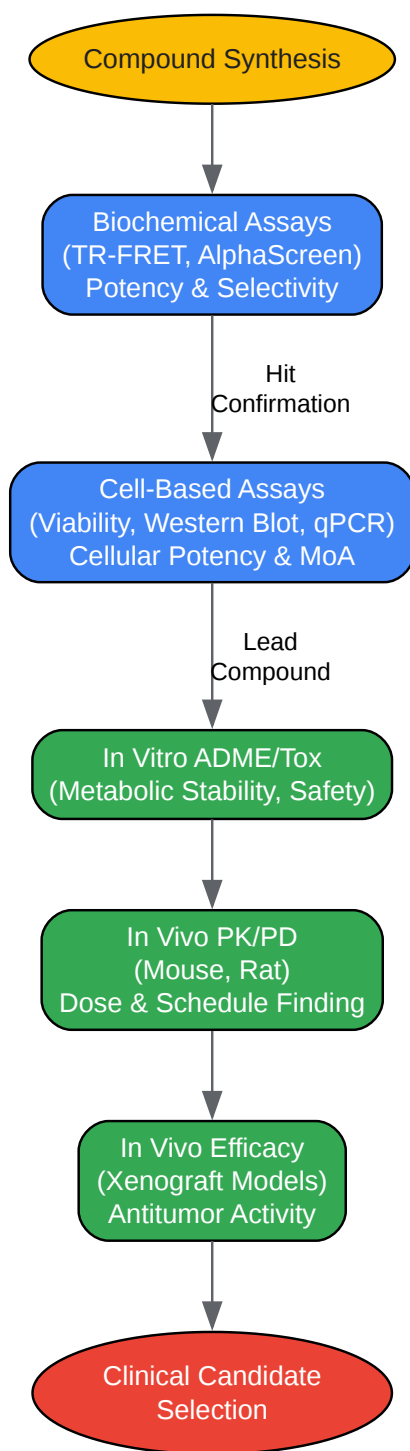 Compound Synthesis
Biochemical Assays
(TR-FRET, AlphaScreen)
Potency & Selectivity
Hit
Confirmation
Cell-Based Assays
(Viability, Western Blot, qPCR)
Cellular Potency & MoA
Lead
Compound
In Vitro ADME/Tox
(Metabolic Stability, Safety)
In Vivo PK/PD
(Mouse, Rat)
Dose & Schedule Finding
In Vivo Efficacy
(Xenograft Models)
Antitumor Activity
Clinical Candidate
Selection